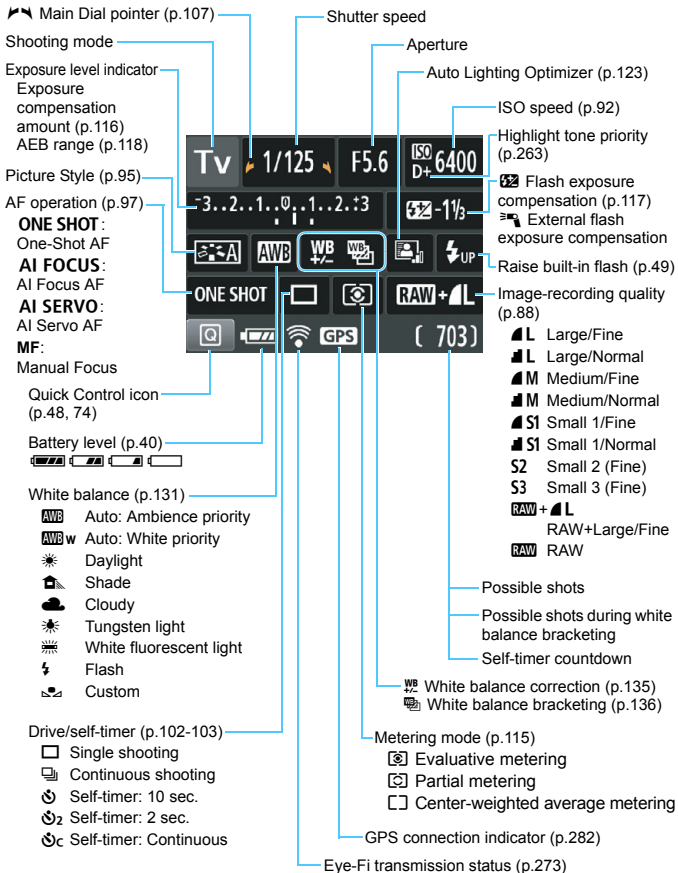 Main Dial pointer (p.107)
Shutter speed
Shooting mode
Aperture
Exposure level indicator
Exposure
compensation
amount (p.116)
AEB range (p.118)
Auto Lighting Optimizer (p.123)
ISO speed (p.92)
Highlight tone priority
(p.263)
Picture Style (p.95)
Flash exposure
compensation (p.117)
External flash
exposure compensation
AF operation (p.97)
ONE SHOT:
One-Shot AF
AI FOCUS:
AI Focus AF
AI SERVO:
AI Servo AF
MF:
Manual Focus
Raise built-in flash (p.49)
Tv 1/125 F5.6 ISO D+ 6400
-3..2..1..0..1..2.+3 -1 1/3
A AWB WB +/- WB UP
ONE SHOT RAW+L
Q GPS ( 703)
Image-recording quality
(p.88)
L Large/Fine
L Large/Normal
M Medium/Fine
M Medium/Normal
S1 Small 1/Fine
S1 Small 1/Normal
S2 Small 2 (Fine)
S3 Small 3 (Fine)
RAW+L
RAW+Large/Fine
RAW RAW
Quick Control icon
(p.48, 74)
Battery level (p.40)
White balance (p.131)
AWB Auto: Ambience priority
AWB w Auto: White priority
Daylight
Shade
Cloudy
Tungsten light
White fluorescent light
Flash
Custom
Possible shots
Possible shots during white
balance bracketing
Self-timer countdown
WB +/- White balance correction (p.135)
WB White balance bracketing (p.136)
Drive/self-timer (p.102-103)
Single shooting
Continuous shooting
Self-timer: 10 sec.
2 Self-timer: 2 sec.
C Self-timer: Continuous
Metering mode (p.115)
Evaluative metering
Partial metering
Center-weighted average metering
GPS connection indicator (p.282)
Eye-Fi transmission status (p.273)